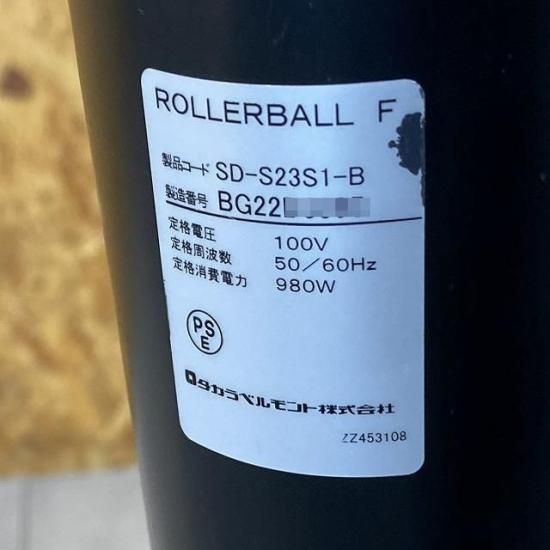 ROLLERBALL F
製品コード SD-S23S1-B
製造番号 BG22
定格電圧 100V
定格周波数 50/60Hz
定格消費電力 980W
PSE
タカラベルモント株式会社
ZZ453108